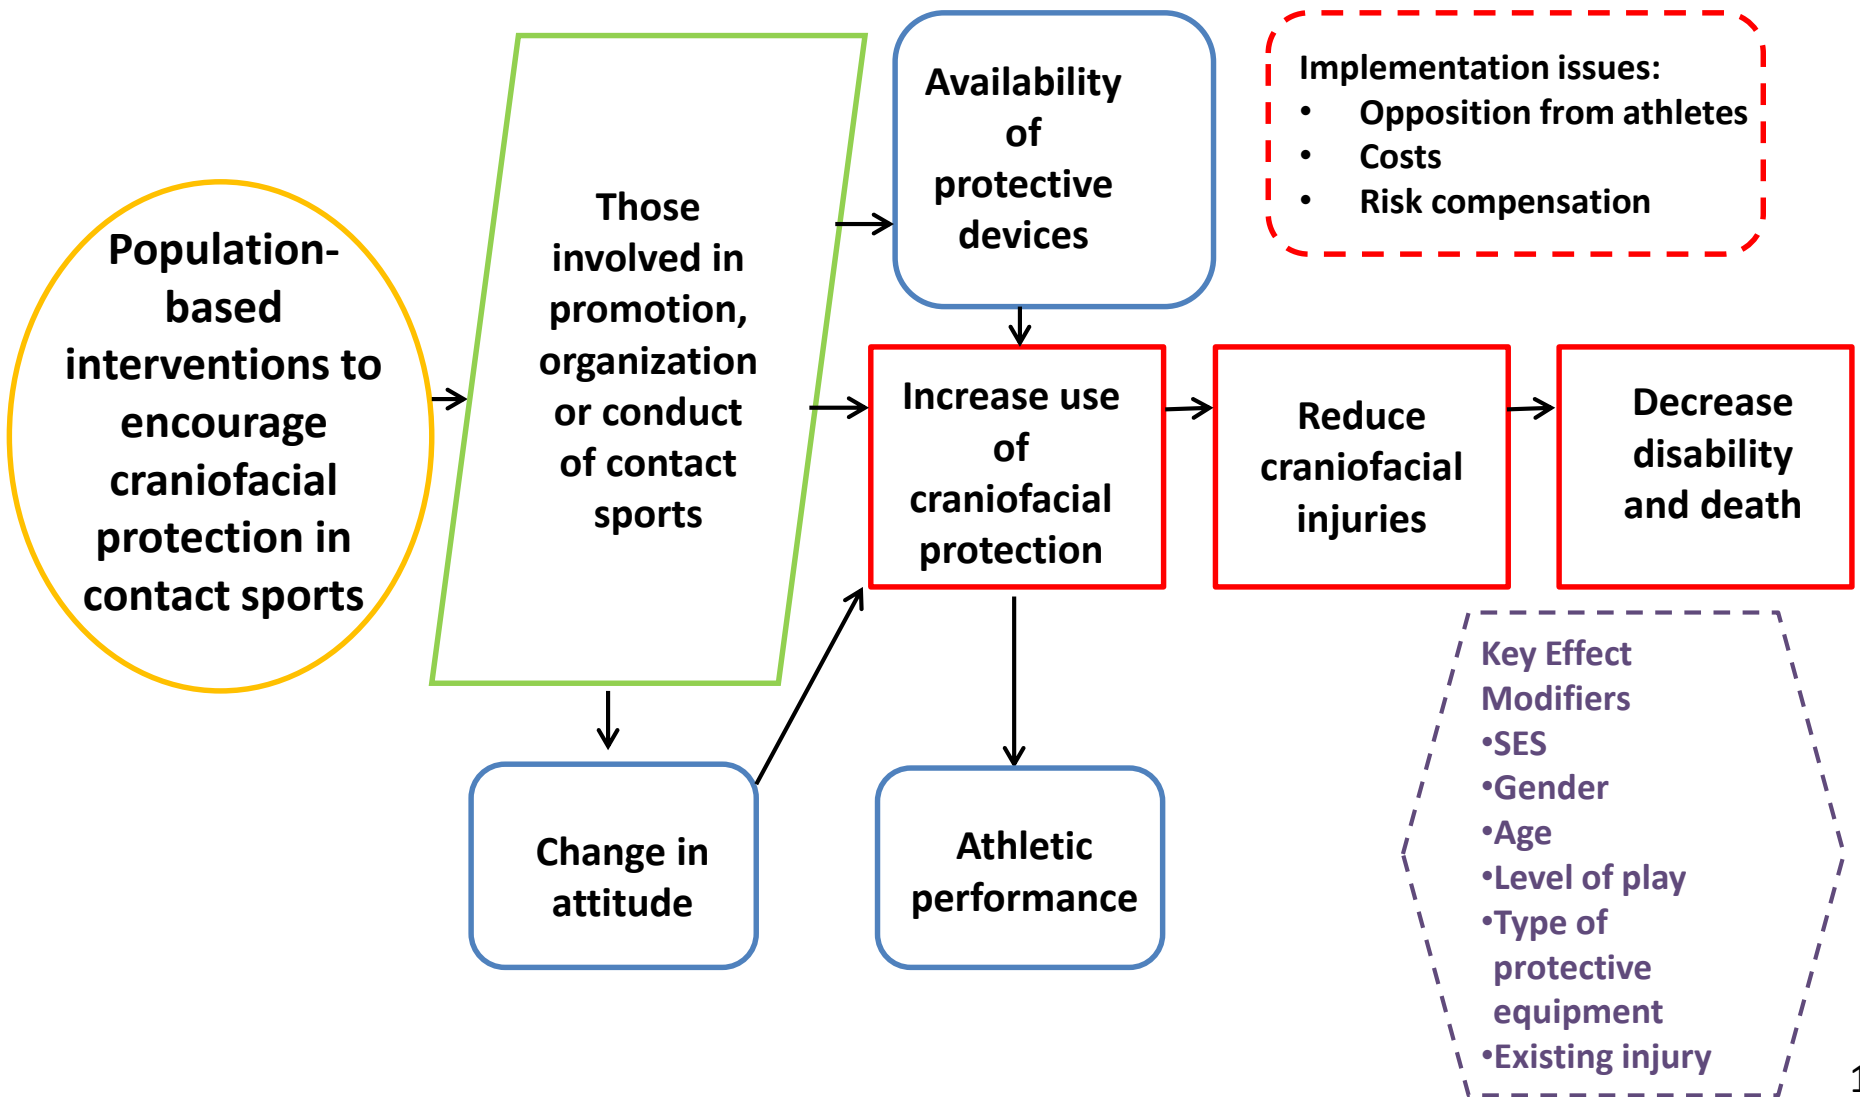 Population-
based
interventions to
encourage
craniofacial
protection in
contact sports
Those
involved in
promotion,
organization
or conduct
of contact
sports
Availability
of
protective
devices
Implementation issues:
• Opposition from athletes
• Costs
• Risk compensation
Increase use
of
craniofacial
protection
Reduce
craniofacial
injuries
Decrease
disability
and death
Change in
attitude
Athletic
performance
Key Effect
Modifiers
•SES
•Gender
•Age
•Level of play
•Type of
protective
equipment
•Existing injury
1